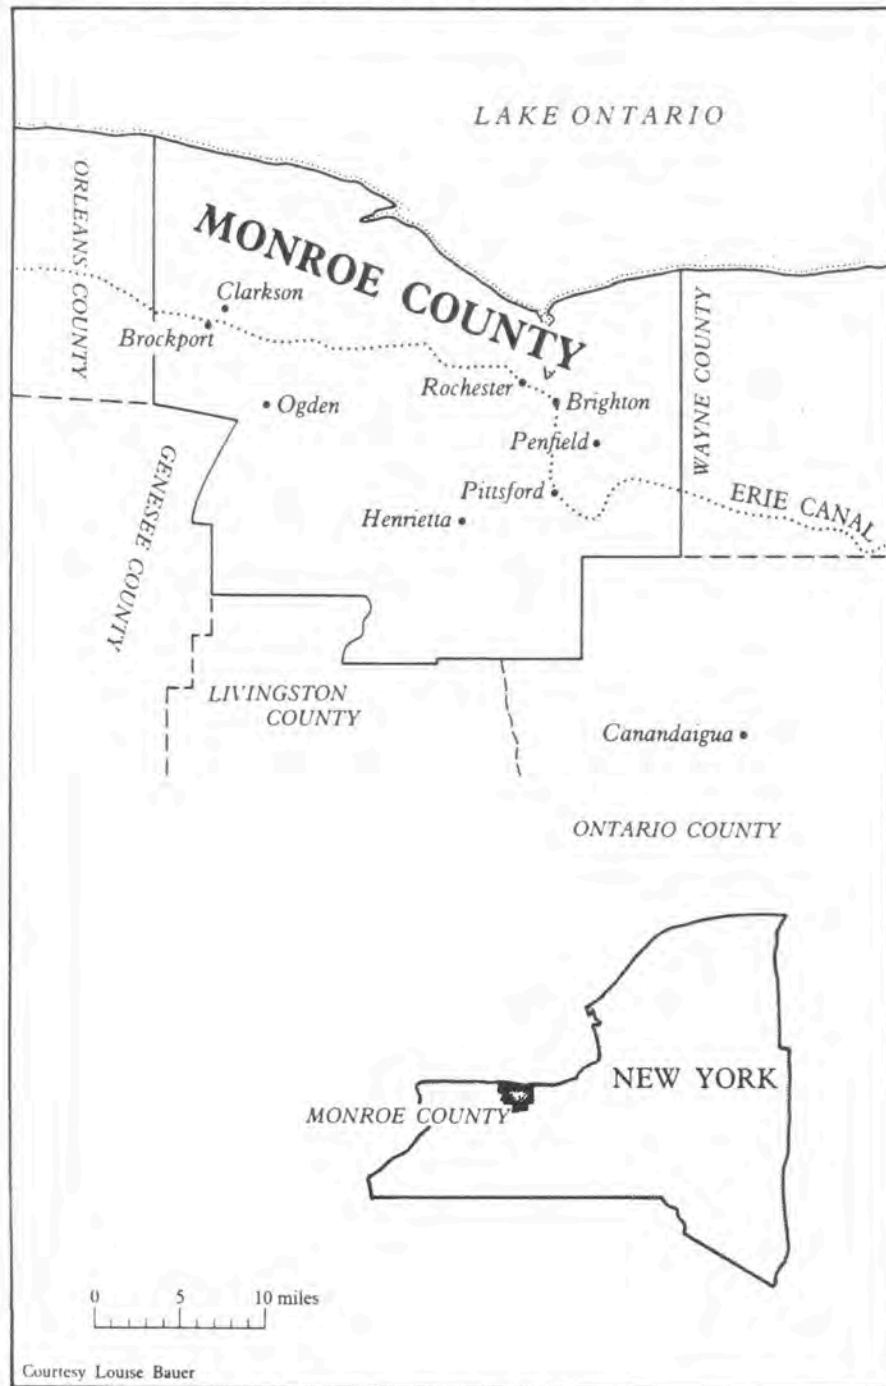 LAKE ONTARIO
ORLEANS COUNTY
MONROE COUNTY
WAYNE COUNTY
Clarkson
Brockport
Rochester
Ogden
Brighton
Penfield
GENESEE COUNTY
Pittsford
ERIE CANAL
Henrietta
LIVINGSTON
COUNTY
Canandaigua
ONTARIO COUNTY
NEW YORK
MONROE COUNTY
0 5 10 miles
Courtesy Louise Bauer